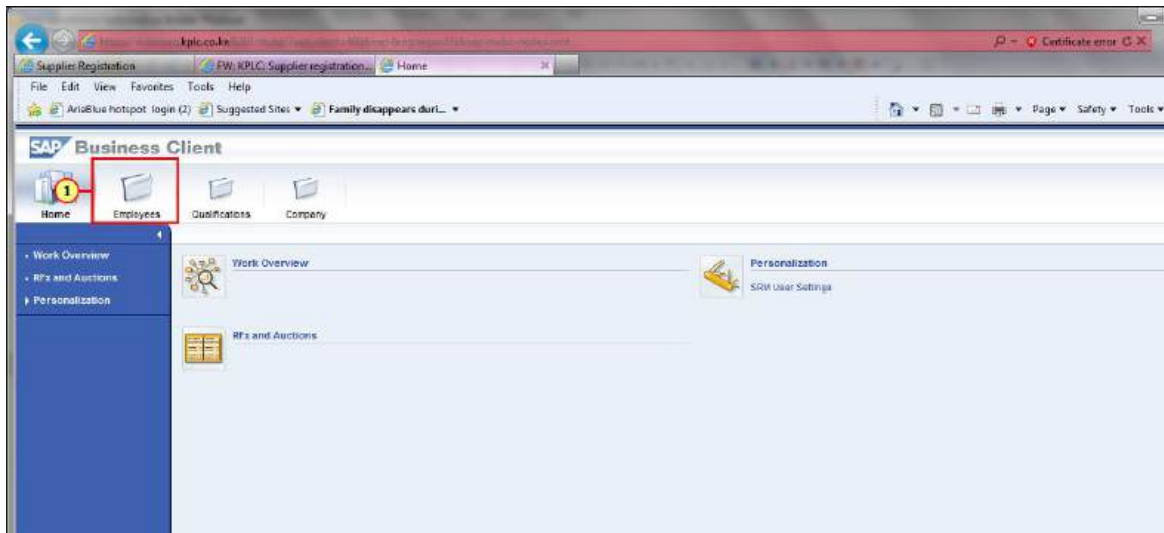 kplc.co.ke
Certificate error
Supplier Registration
FW: KPLC: Supplier registration...
Home
File Edit View Favorites Tools Help
AriaBlue hotspot login (2) Suggested Sites Family disappears duri...
Page Safety Tools
SAP Business Client
1
Home Employees Qualifications Company
Work Overview
RFx and Auctions
Personalization
Work Overview
Personalization
SRM User Settings
RFx and Auctions